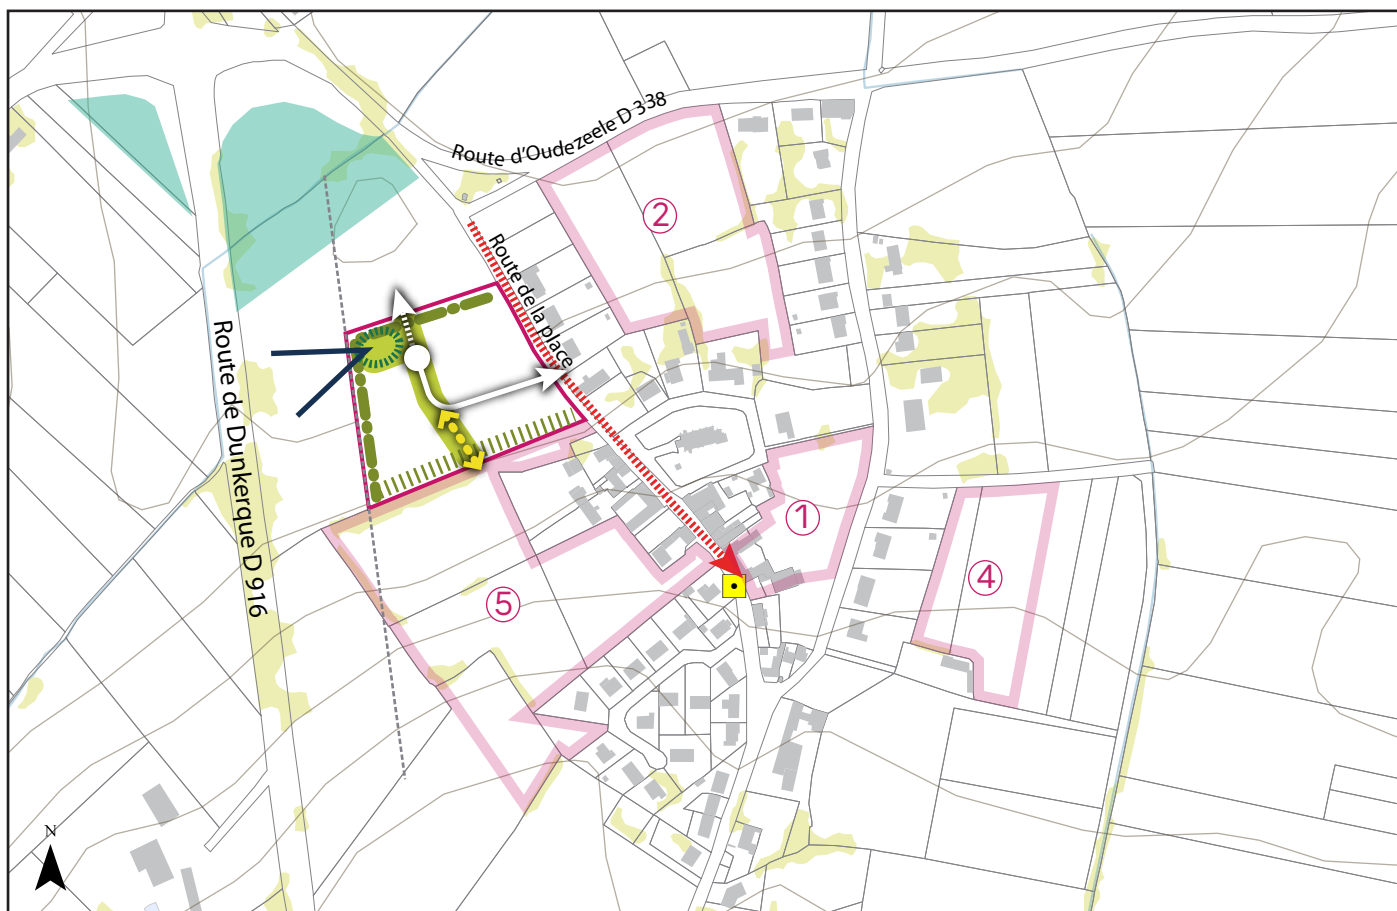 Route d'Oudezeele D 338
②
Route de la place
Route de Dunkerque D 916
①
④
⑤
N